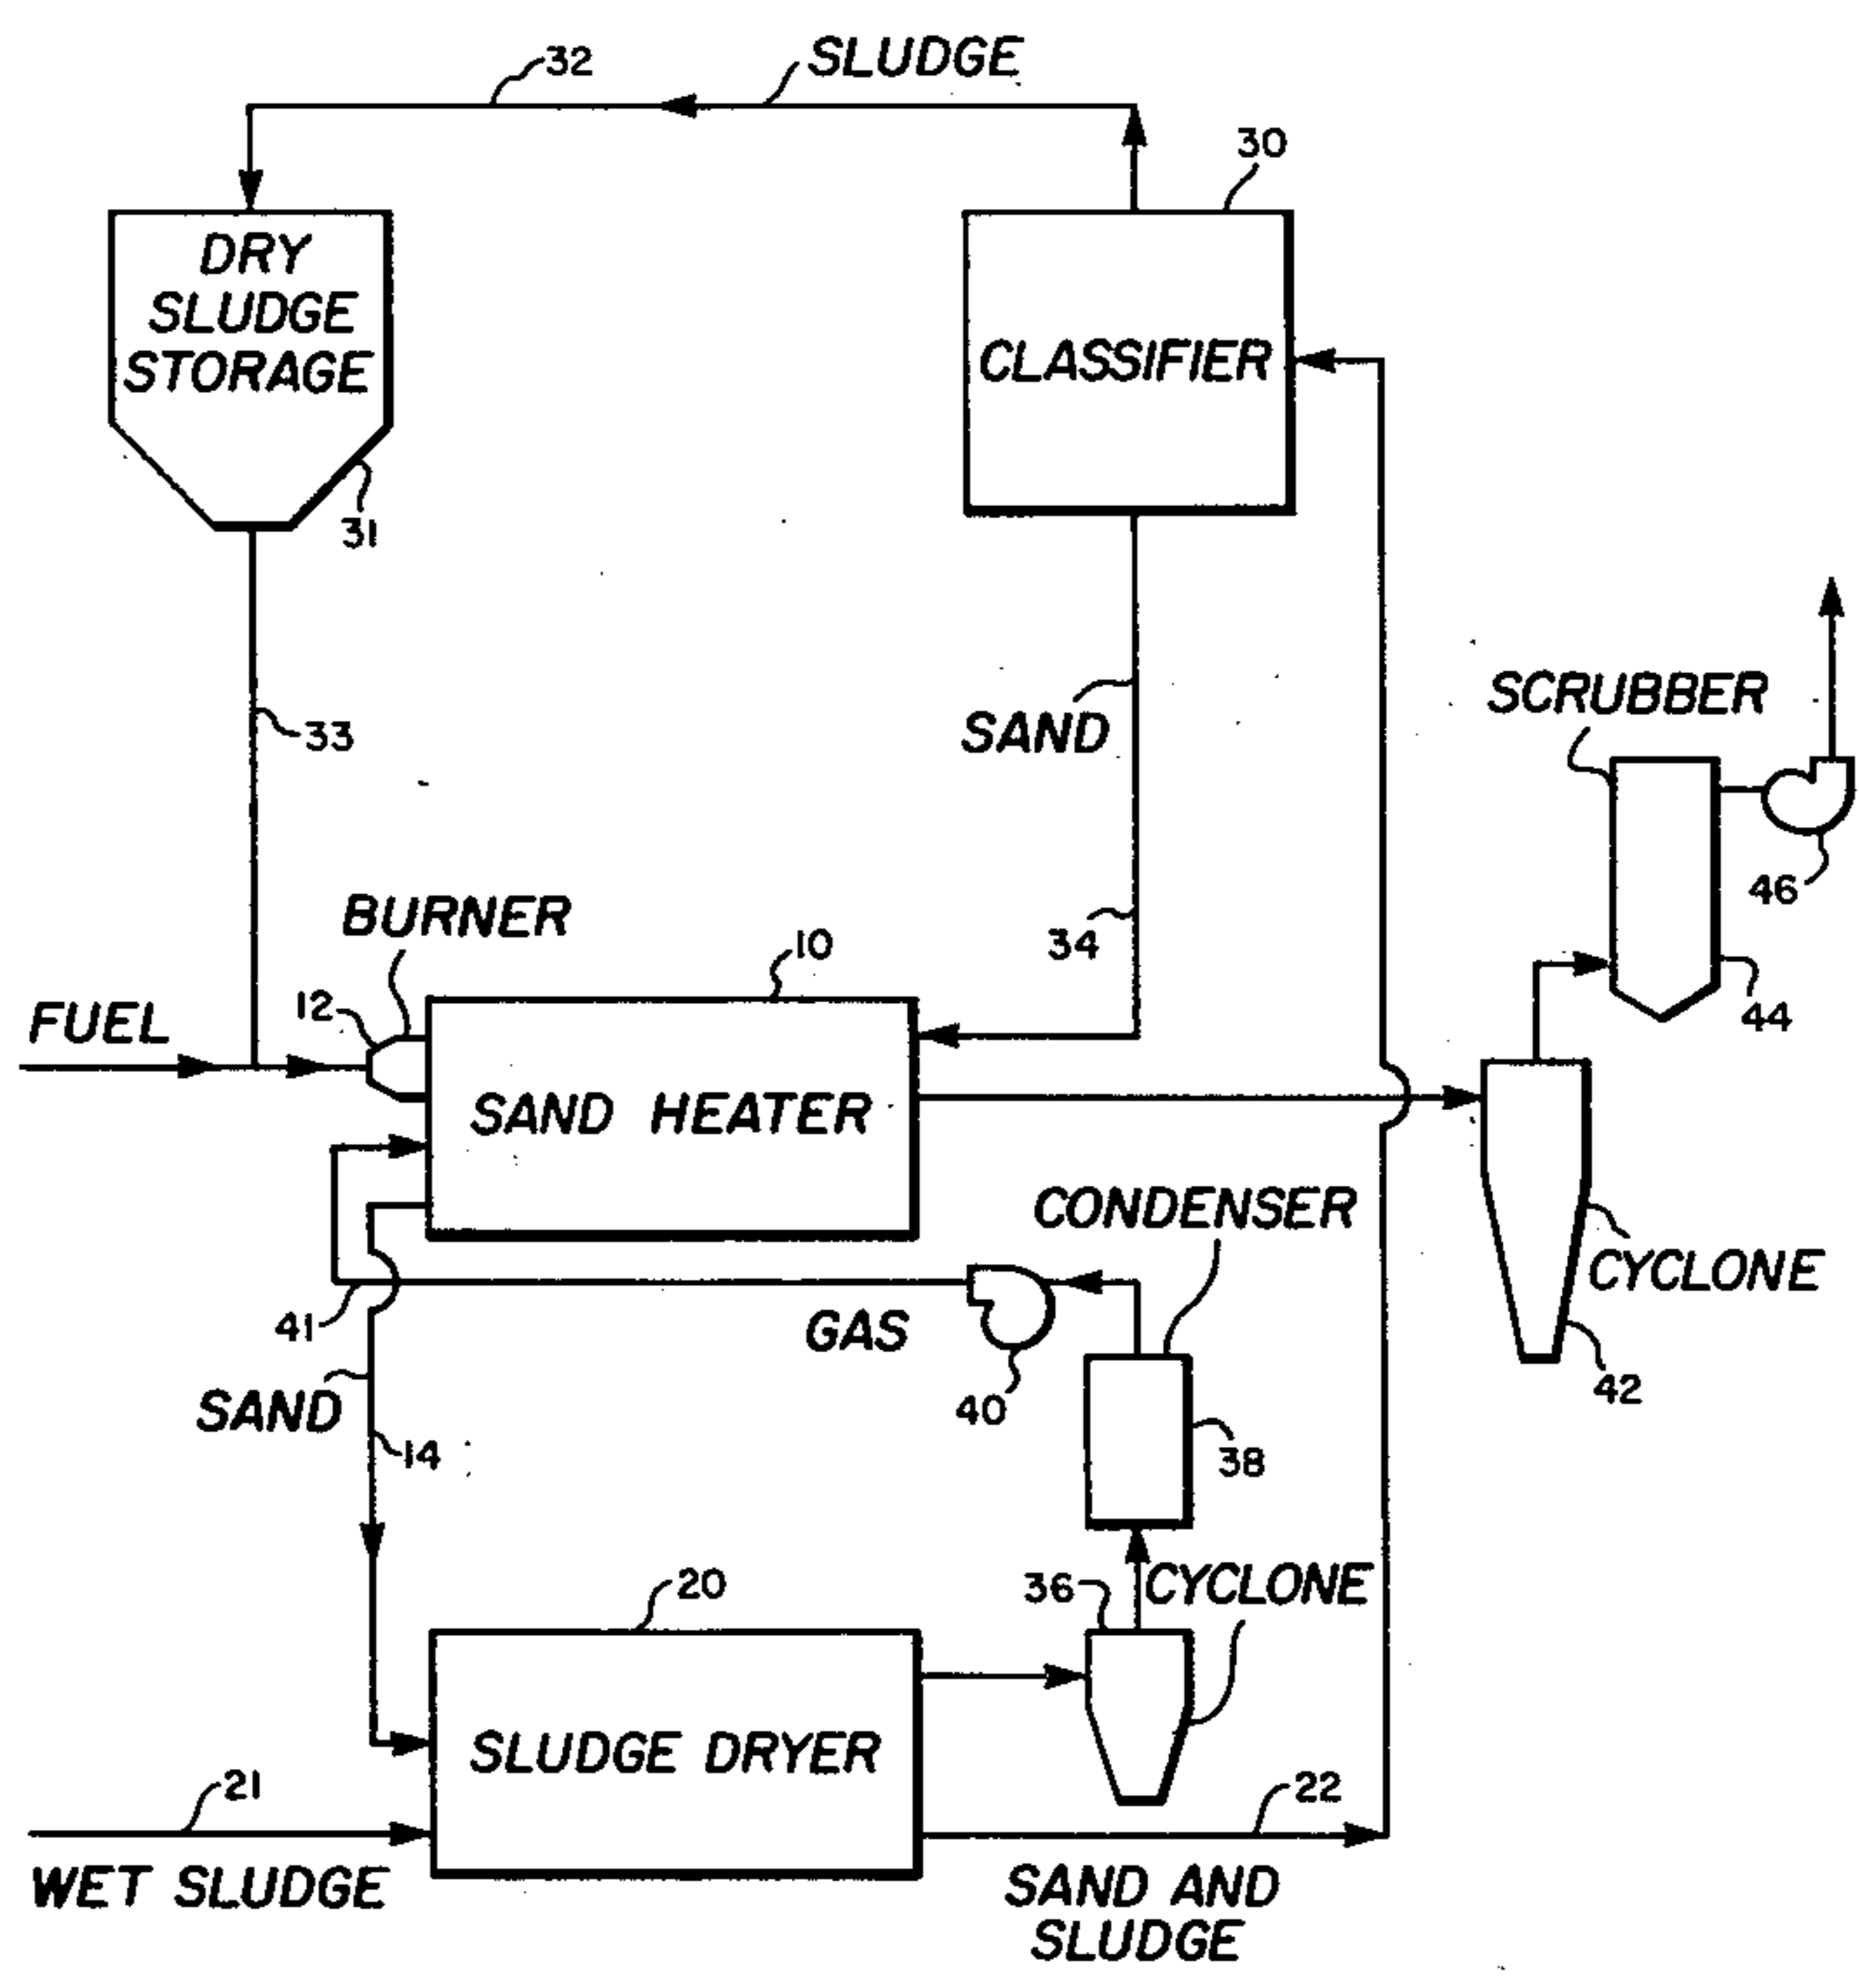 32
SLUDGE
30
DRY
SLUDGE
STORAGE
CLASSIFIER
31
33
SAND
SCRUBBER
46
BURNER
10
34
12
FUEL
44
SAND HEATER
CONDENSER
CYCLONE
41
GAS
40
42
SAND
14
38
20
36
CYCLONE
SLUDGE DRYER
21
22
WET SLUDGE
SAND AND
SLUDGE